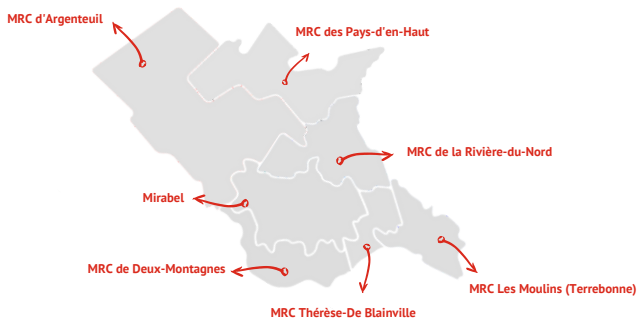 MRC d'Argenteuil
MRC des Pays-d'en-Haut
MRC de la Rivière-du-Nord
Mirabel
MRC de Deux-Montagnes
MRC Les Moulins (Terrebonne)
MRC Thérèse-De Blainville